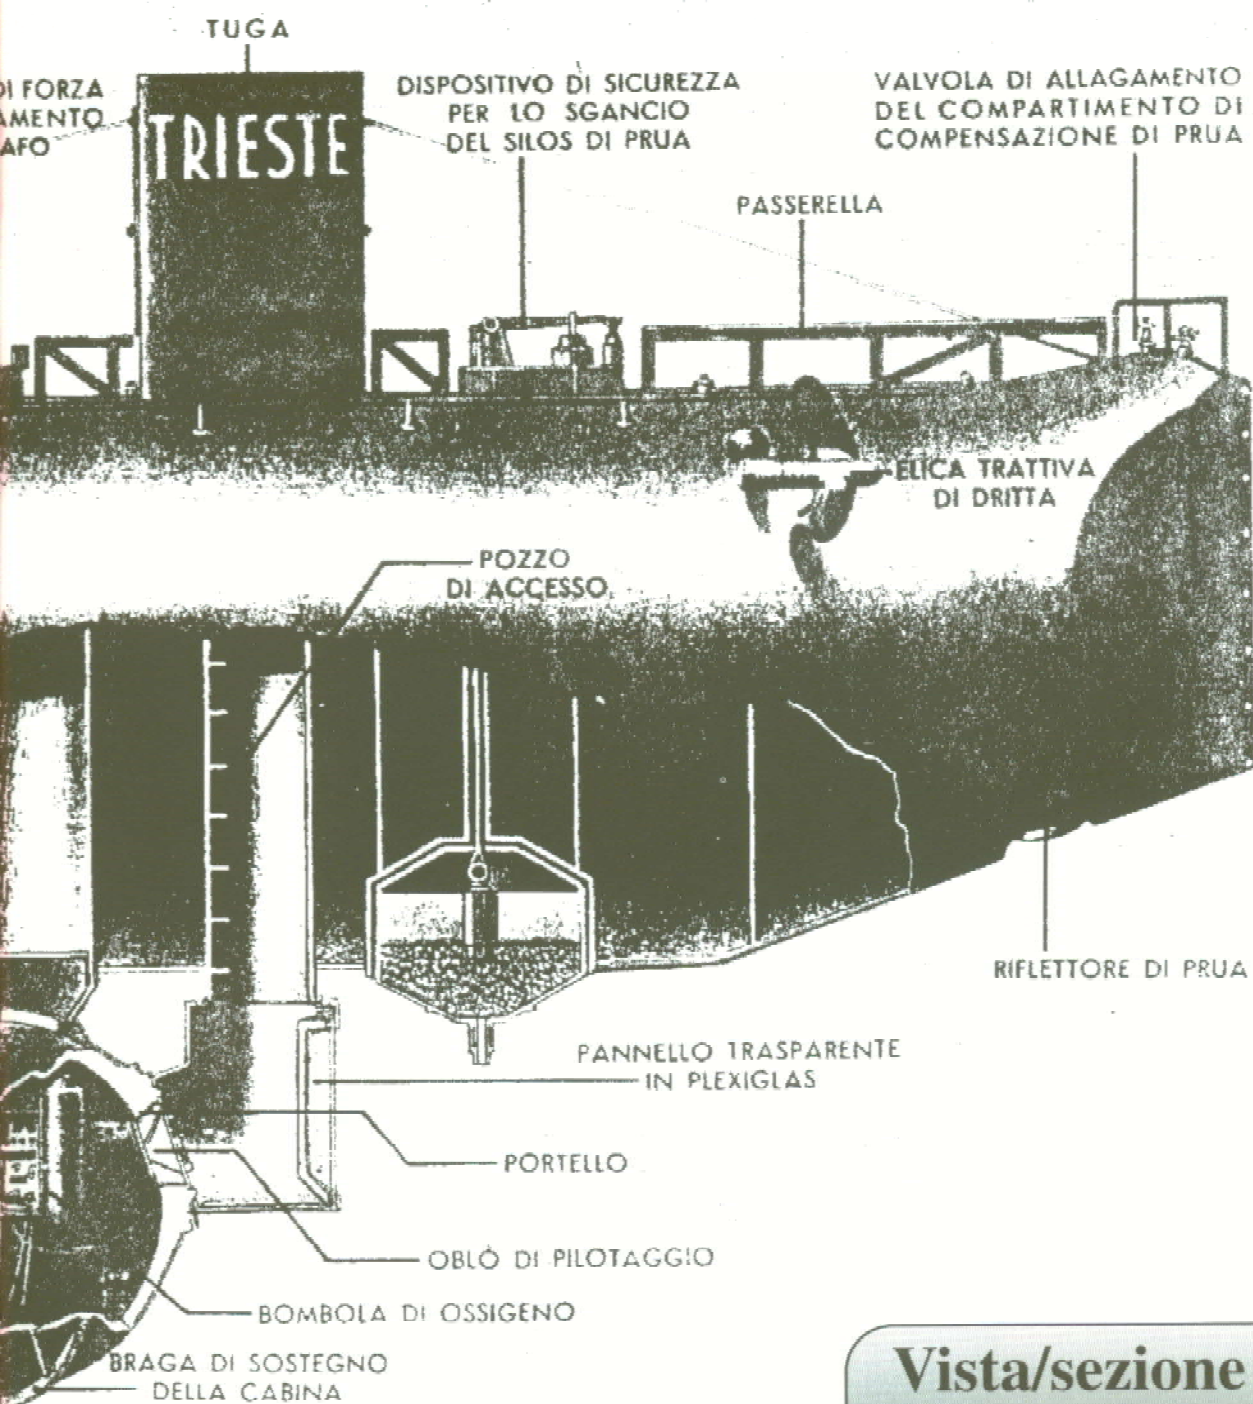 TUGA
DI FORZA
AMENTO
AFO
TRIESTE
DISPOSITIVO DI SICUREZZA
PER LO SGANCIO
DEL SILOS DI PRUA
VALVOLA DI ALLAGAMENTO
DEL COMPARTIMENTO DI
COMPENSAZIONE DI PRUA
PASSERELLA
ELICA TRATTIVA
DI DRITTA
POZZO
DI ACCESSO
RIFLETTORE DI PRUA
PANNELLO TRASPARENTE
IN PLEXIGLAS
PORTELLO
OBLÒ DI PILOTAGGIO
BOMBOLA DI OSSIGENO
BRAGA DI SOSTEGNO
DELLA CABINA
Vista/sezione